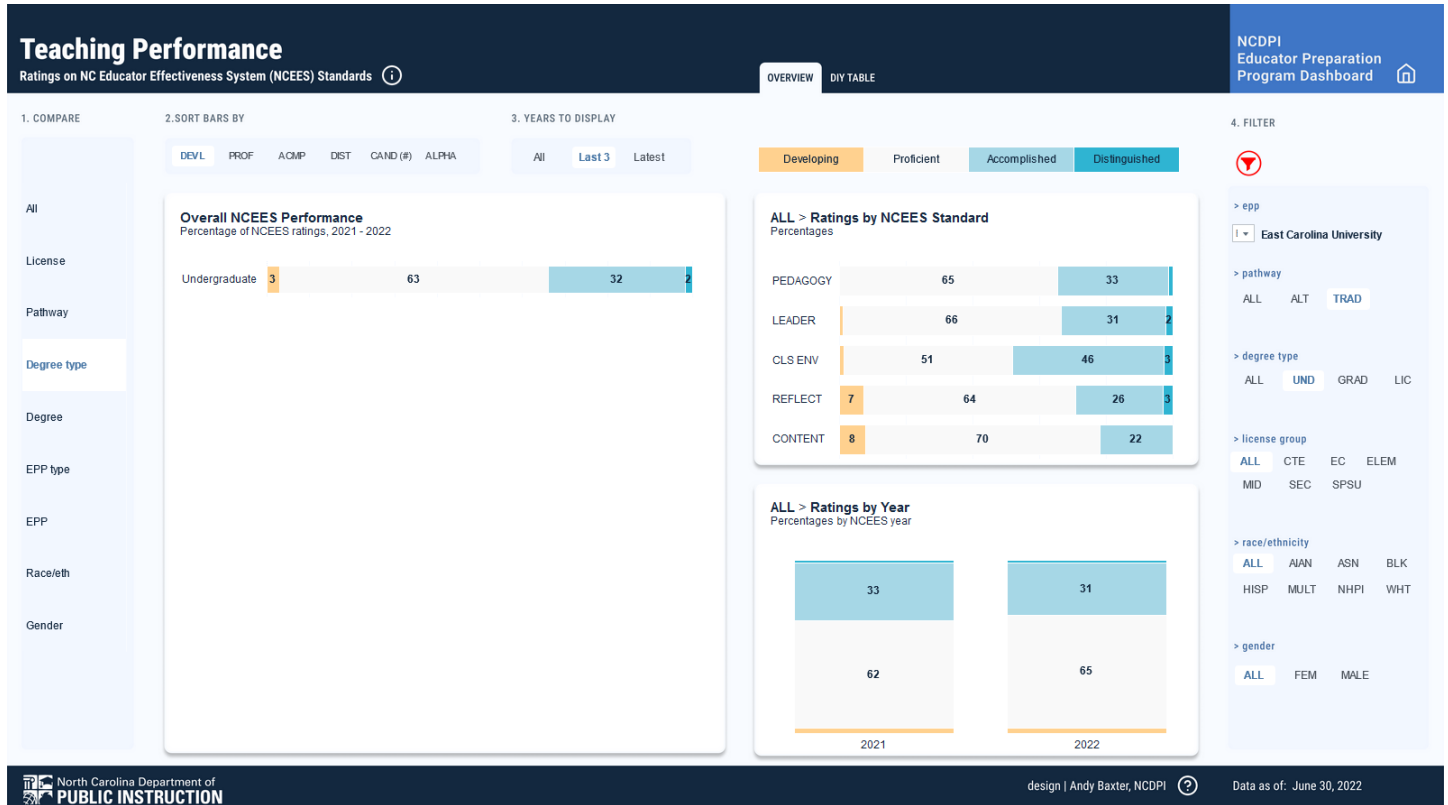 Teaching Performance
Ratings on NC Educator Effectiveness System (NCEES) Standards i
OVERVIEW DIY TABLE
NCDPI
Educator Preparation
Program Dashboard
1. COMPARE
All
License
Pathway
Degree type
Degree
EPP type
EPP
Race/eth
Gender
2.SORT BARS BY
DEVL PROF ACMP DIST CAND (#) ALPHA
3. YEARS TO DISPLAY
All Last 3 Latest
Developing Proficient Accomplished Distinguished
Overall NCEES Performance
Percentage of NCEES ratings, 2021 - 2022
Undergraduate 3 63 32 2
ALL > Ratings by NCEES Standard
Percentages
PEDAGOGY 65 33
LEADER 66 31 2
CLS ENV 51 46 3
REFLECT 7 64 26 3
CONTENT 8 70 22
ALL > Ratings by Year
Percentages by NCEES year
33 31
62 65
2021 2022
4. FILTER
> epp
East Carolina University
> pathway
ALL ALT TRAD
> degree type
ALL UND GRAD LIC
> license group
ALL CTE EC ELEM
MID SEC SPSU
> race/ethnicity
ALL AIAN ASN BLK
HISP MULT NHPI WHT
> gender
ALL FEM MALE
North Carolina Department of
PUBLIC INSTRUCTION
design | Andy Baxter, NCDPI ?
Data as of: June 30, 2022